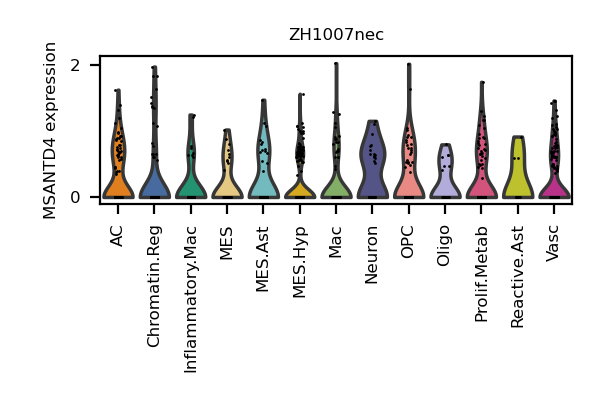 ZH1007nec
MSANTD4 expression
2
0
AC
Chromatin.Reg
Inflammatory.Mac
MES
MES.Ast
MES.Hyp
Mac
Neuron
OPC
Oligo
Prolif.Metab
Reactive.Ast
Vasc